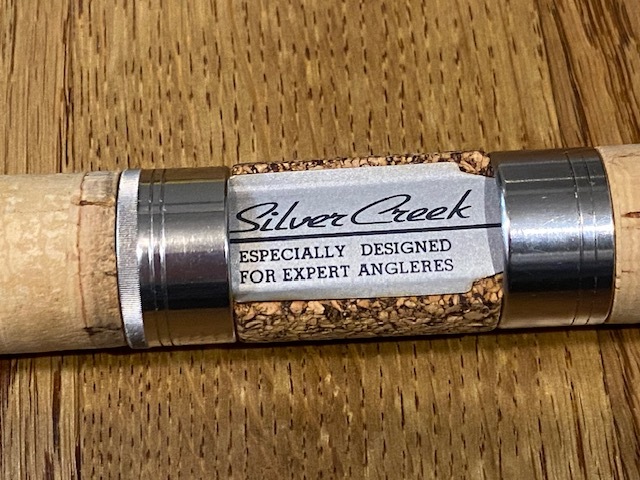 Silver Creek
ESPECIALLY DESIGNED
FOR EXPERT ANGLERES